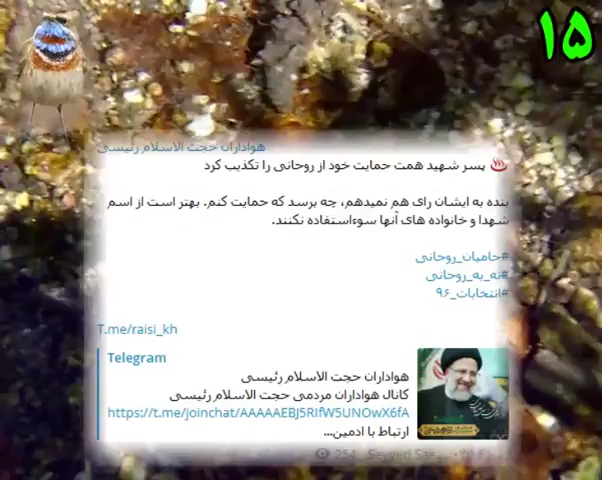 ۱۵
هواداران حجت الاسلام رئیسی
♨ پسر شهید همت حمایت خود از روحانی را تکذیب کرد
بنده به ایشان رای هم نمیدهم، چه برسد که حمایت کنم. بهتر است از اسم
شهدا و خانواده های آنها سوءاستفاده نکنند.
#حامیان_روحانی
#نه_به_روحانی
#انتخابات_۹۶
T.me/raisi_kh
Telegram
هواداران حجت الاسلام رئیسی
کانال هواداران مردمی حجت الاسلام رئیسی
https://t.me/joinchat/AAAAAEBJ5RIfW5UNOwX6fA
ارتباط با ادمین...
254